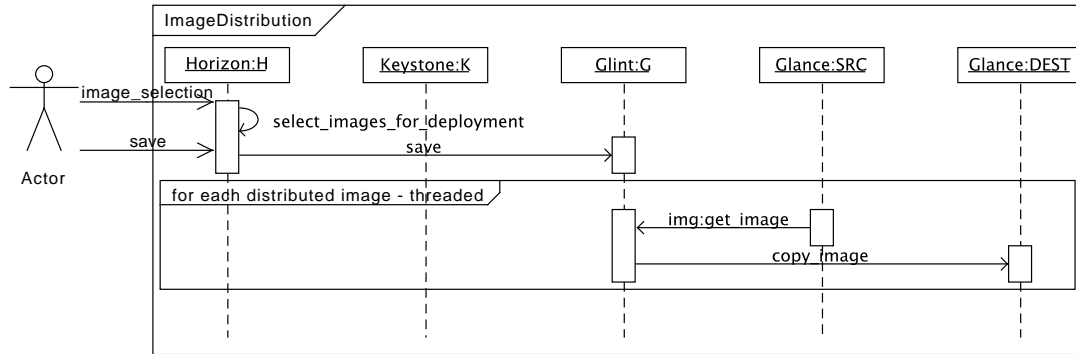 ImageDistribution
Horizon:H
Keystone:K
Glint:G
Glance:SRC
Glance:DEST
image_selection
select_images_for_deployment
save
save
Actor
for each distributed image - threaded
img:get_image
copy_image